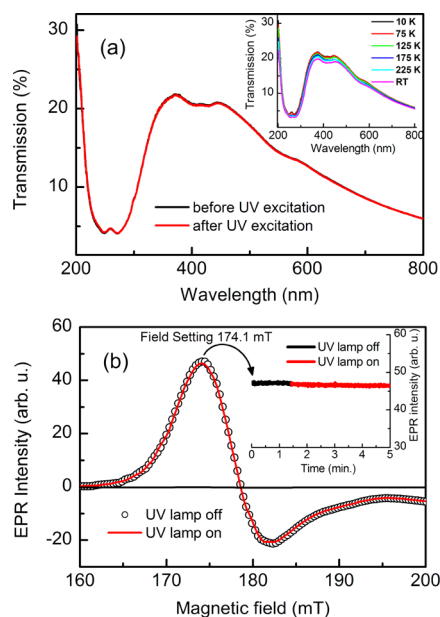 (a)
Transmission (%)
30
20
10
200 300 400 500 600 700 800
Wavelength (nm)
before UV excitation
after UV excitation
Transmission (%)
30
20
10
0
200 400 600 800
Wavelength (nm)
10 K
75 K
125 K
175 K
225 K
RT
(b)
EPR Intensity (arb. u.)
60
40
20
0
-20
160 170 180 190 200
Magnetic field (mT)
Field Setting 174.1 mT
UV lamp off
UV lamp on
UV lamp off
UV lamp on
60
50
40
30
EPR intensity (arb. u.)
0 1 2 3 4 5
Time (min.)